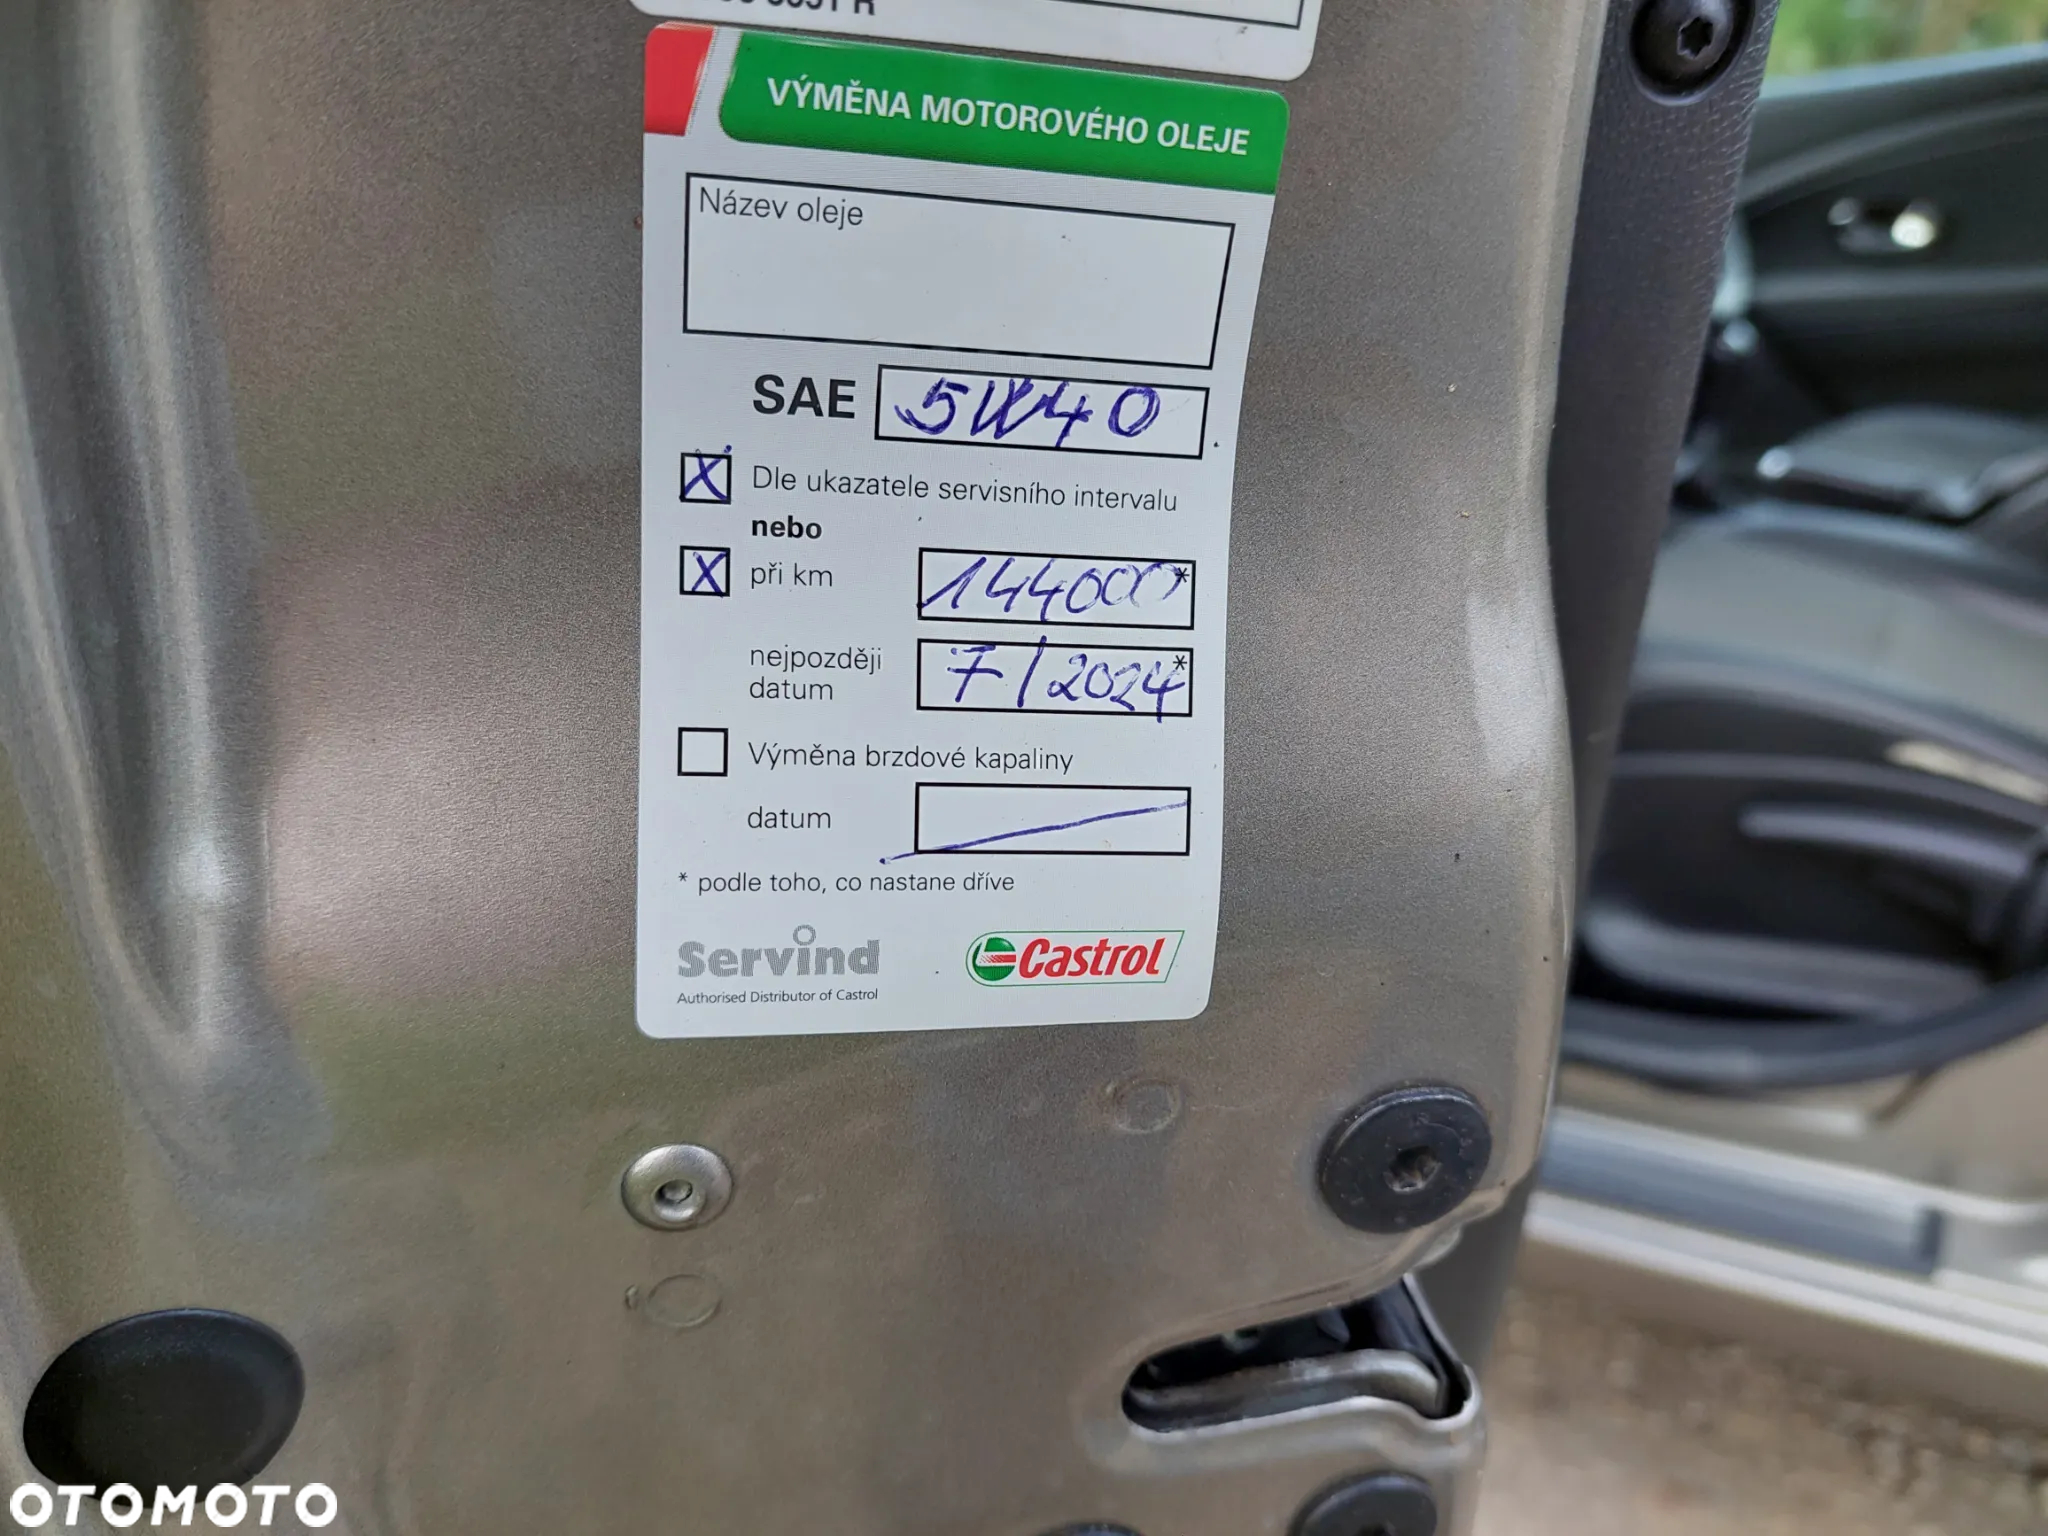 VÝMĚNA MOTOROVÉHO OLEJE
Název oleje
SAE 5W40
X Dle ukazatele servisního intervalu
nebo
X při km 144000*
nejpozději
datum 7/2024*
Výměna brzdové kapaliny
datum
* podle toho, co nastane dříve
Servind
Authorised Distributor of Castrol
Castrol
OTOMOTO